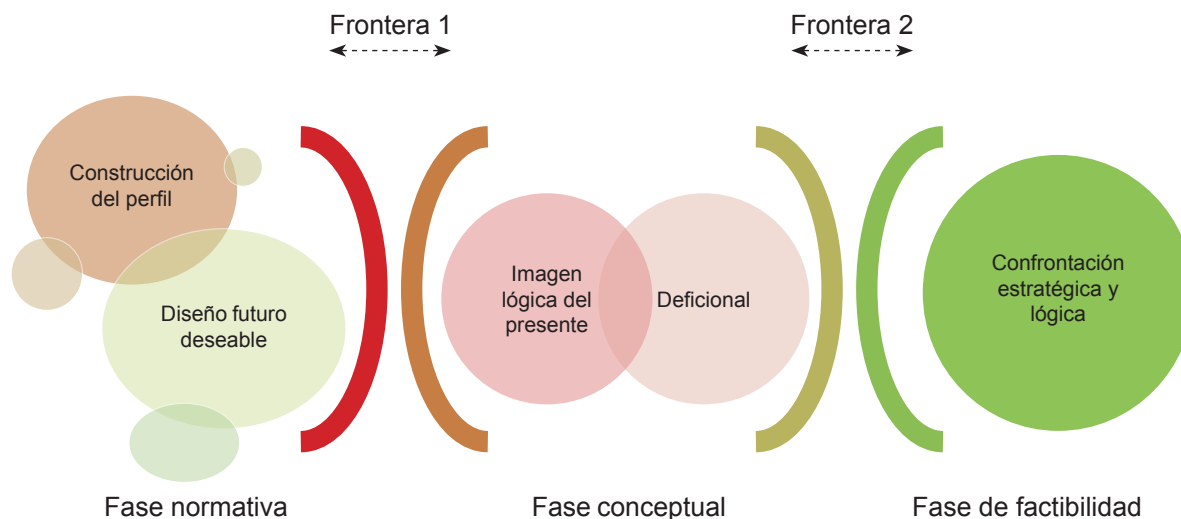 Frontera 1
Frontera 2
Construcción
del perfil
Diseño futuro
deseable
Imagen
lógica del
presente
Deficional
Confrontación
estratégica y
lógica
Fase normativa
Fase conceptual
Fase de factibilidad